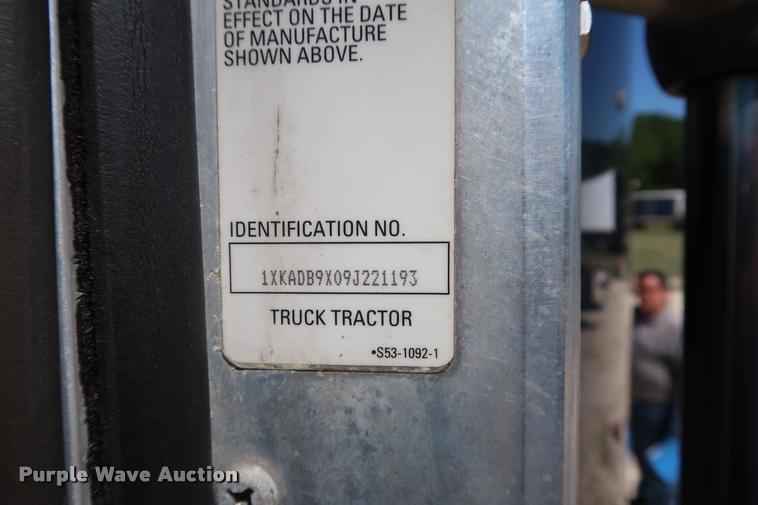 STANDARDS IN
EFFECT ON THE DATE
OF MANUFACTURE
SHOWN ABOVE.
IDENTIFICATION NO.
1XKADB9X09J221193
TRUCK TRACTOR
•S53-1092-1
Purple Wave Auction